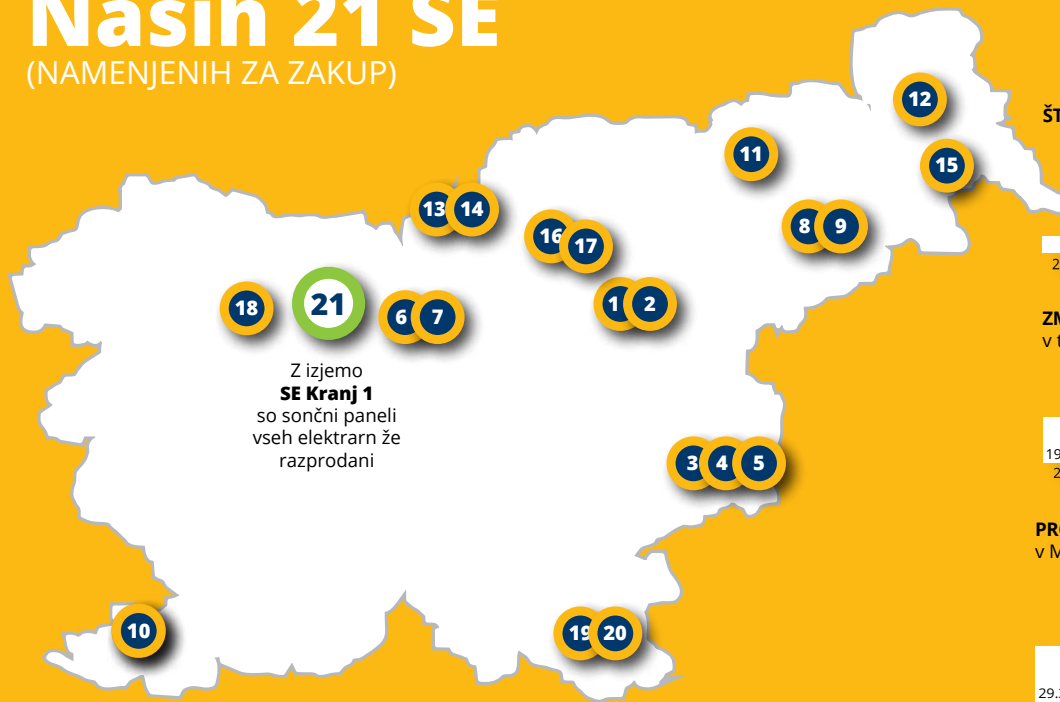 Naših 21 SE
(NAMENJENIH ZA ZAKUP)
12
11
15
13 14
8 9
16 17
18
21
6 7
1 2
Z izjemo
SE Kranj 1
so sončni paneli
vseh elektrarn že
razprodani
3 4 5
10
19 20
v